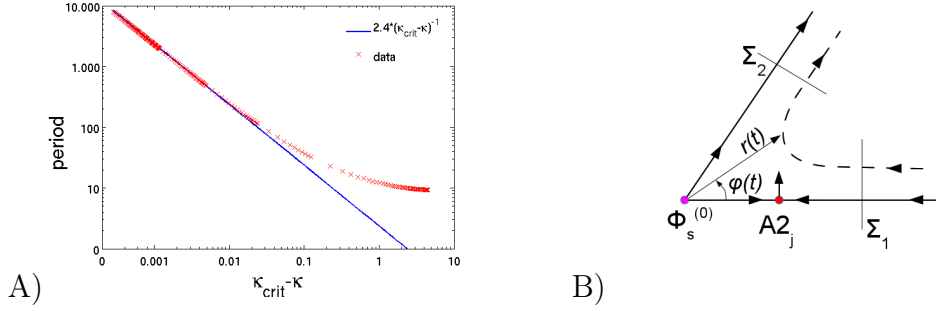 10.000
1.000
100
10
0
period
2.4*(κcrit-κ)-1
data
0.001
0.01
0.1
1
10
κcrit-κ
A)
Σ2
r(t)
φ(t)
Φs(0)
A2j
Σ1
B)